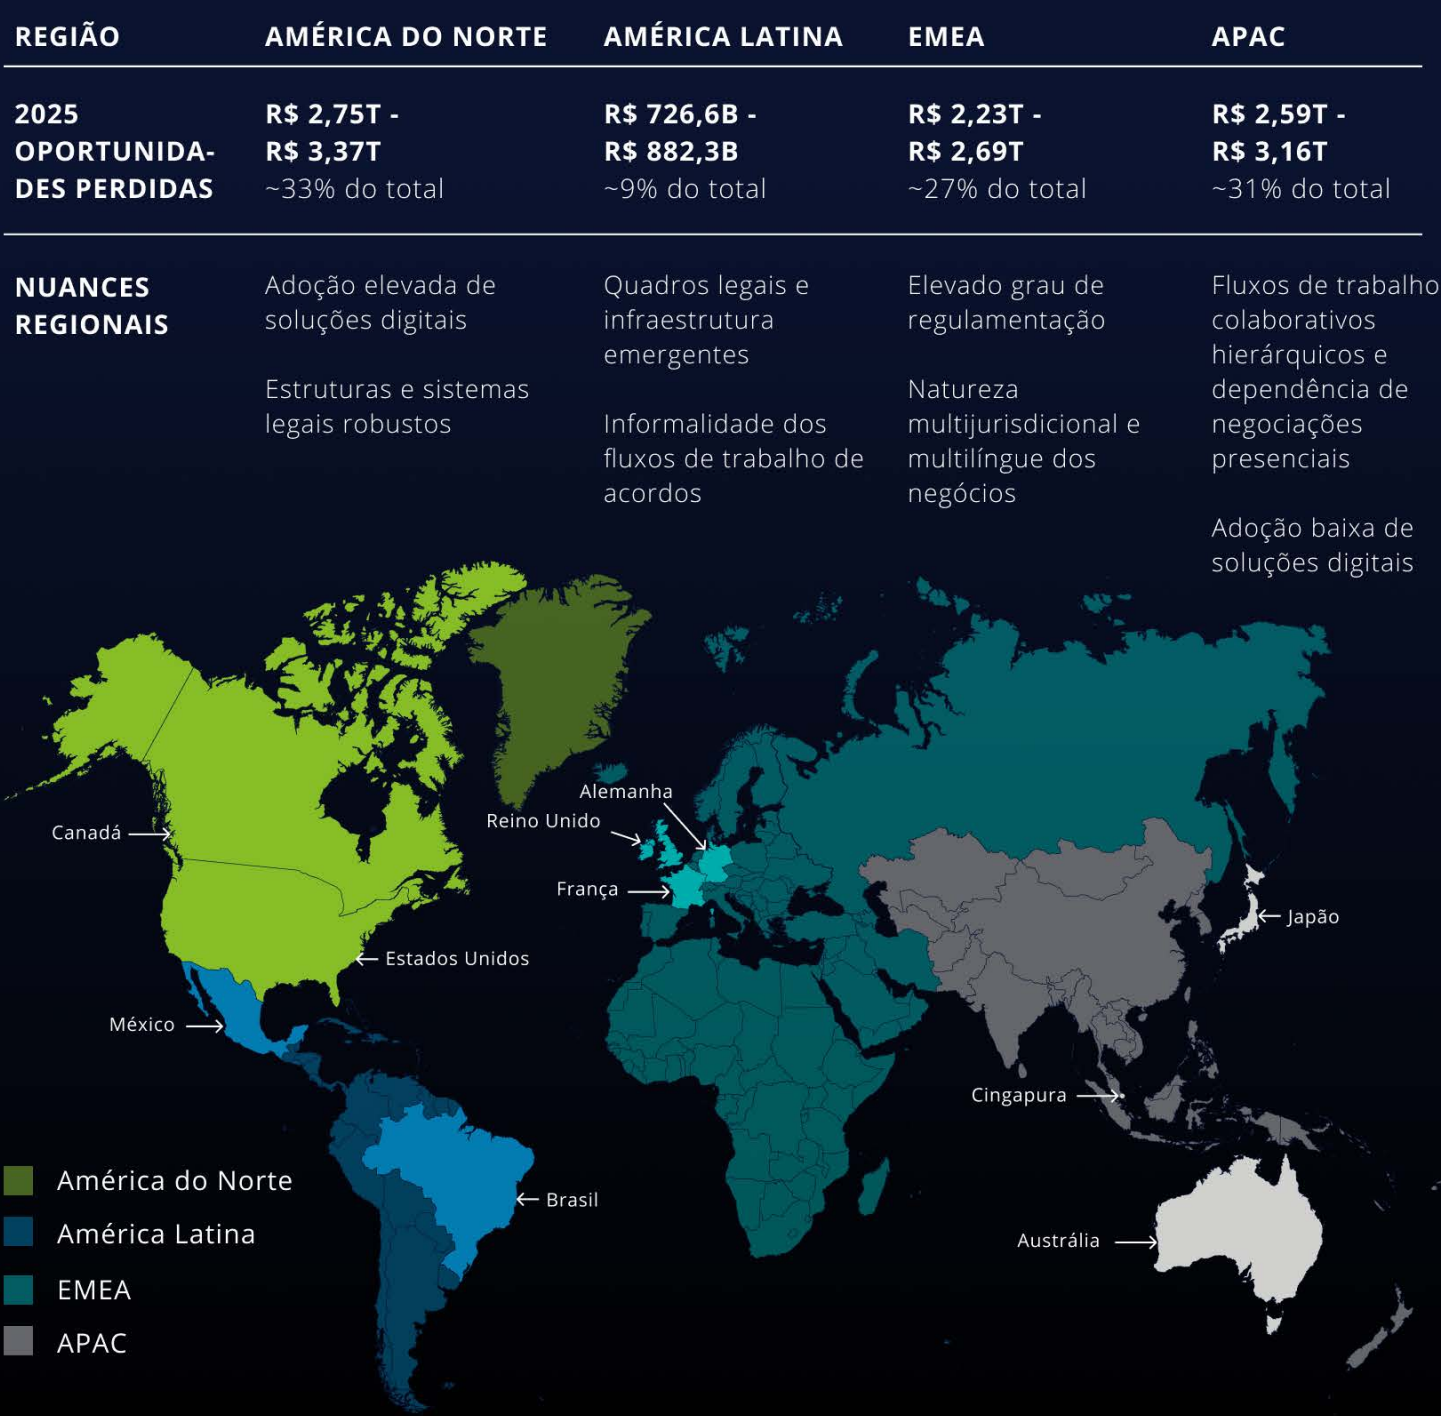 REGIÃO
AMÉRICA DO NORTE
AMÉRICA LATINA
EMEA
APAC
2025
OPORTUNIDA-
DES PERDIDAS
R$ 2,75T -
R$ 3,37T
~33% do total
R$ 726,6B -
R$ 882,3B
~9% do total
R$ 2,23T -
R$ 2,69T
~27% do total
R$ 2,59T -
R$ 3,16T
~31% do total
NUANCES
REGIONAIS
Adoção elevada de
soluções digitais
Estruturas e sistemas
legais robustos
Quadros legais e
infraestrutura
emergentes
Informalidade dos
fluxos de trabalho de
acordos
Elevado grau de
regulamentação
Natureza
multijurisdicional e
multilíngue dos
negócios
Fluxos de trabalho
colaborativos
hierárquicos e
dependência de
negociações
presenciais
Adoção baixa de
soluções digitais
Alemanha
Reino Unido
Canadá
França
Japão
Estados Unidos
México
Cingapura
Brasil
Austrália
América do Norte
América Latina
EMEA
APAC